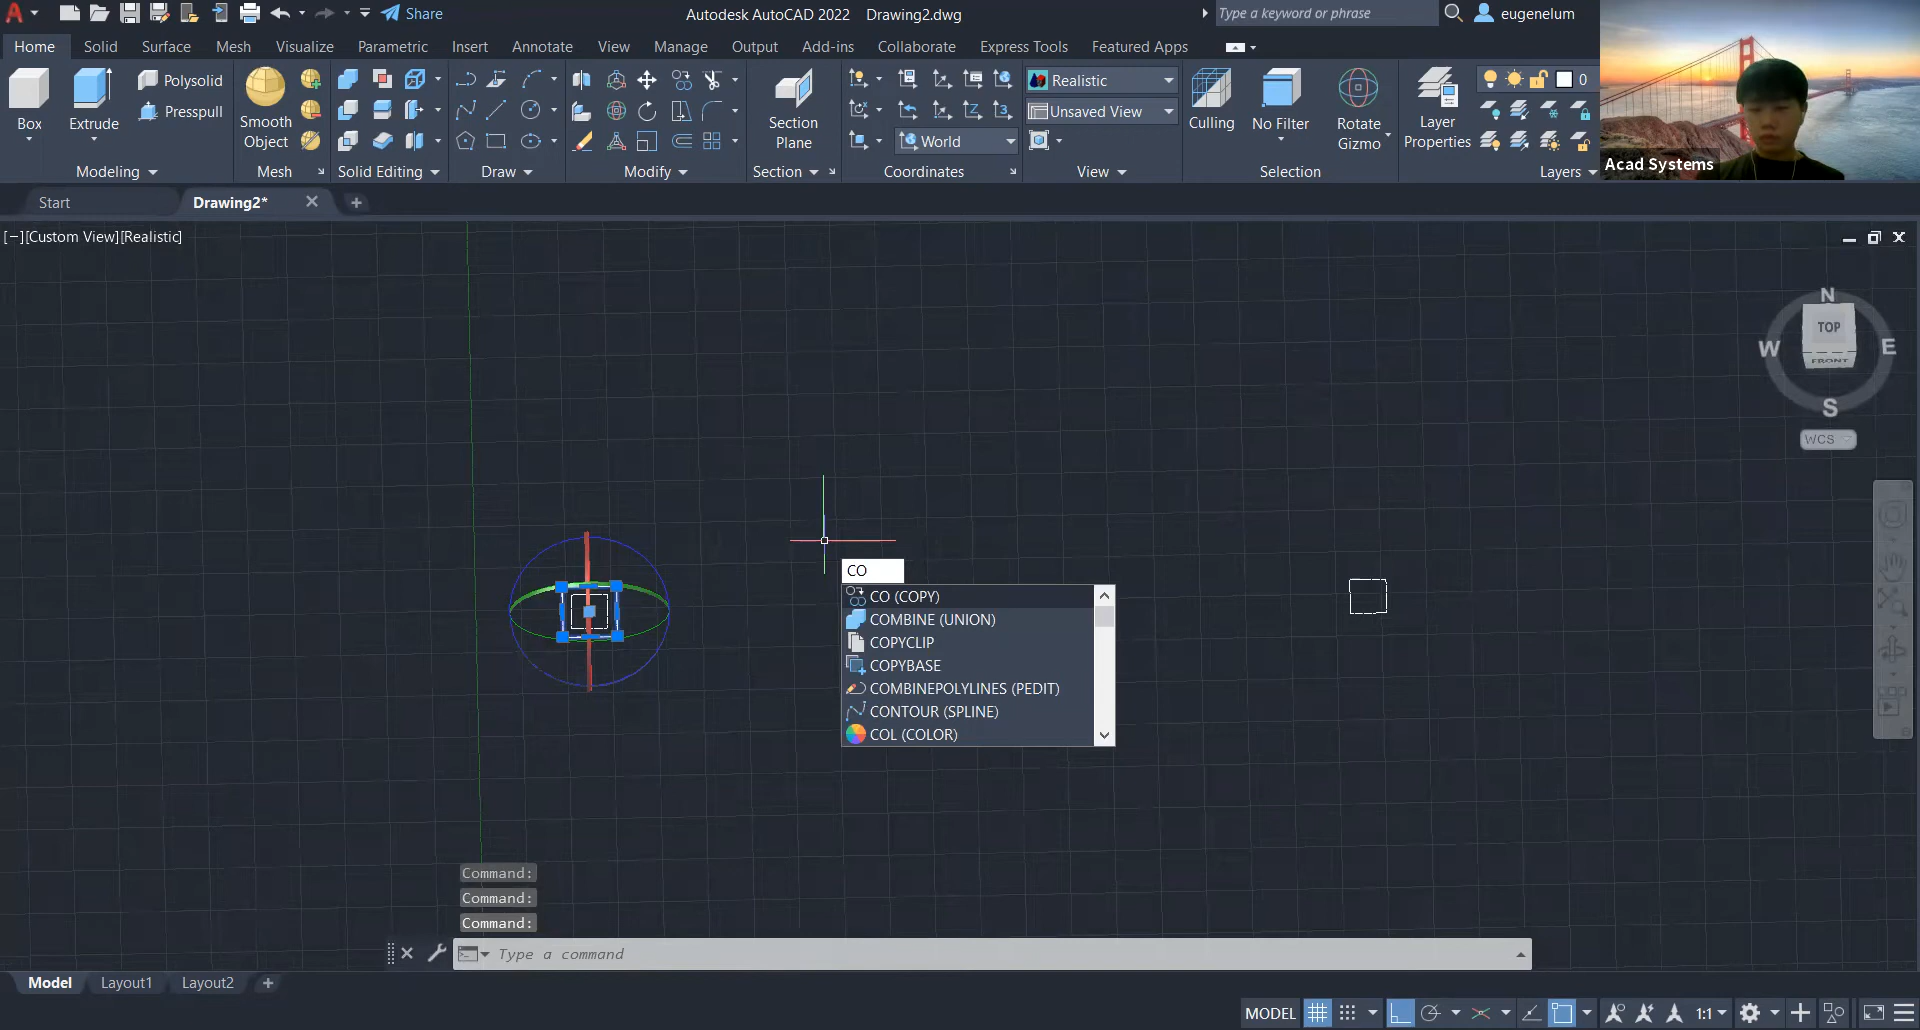 Share
Autodesk AutoCAD 2022 Drawing2.dwg
Type a keyword or phrase
eugenelum
Home Solid Surface Mesh Visualize Parametric Insert Annotate View Manage Output Add-ins Collaborate Express Tools Featured Apps
Box
Extrude
Polysolid
Presspull
Modeling
Smooth
Object
Mesh
Solid Editing
Draw
Modify
Section
Plane
Section
World
Coordinates
Realistic
Unsaved View
View
Culling
No Filter
Rotate
Gizmo
Selection
Layer
Properties
0
Layers
Acad Systems
Start
Drawing2*
[−][Custom View][Realistic]
N
W
TOP
FRONT
E
S
WCS
CO
CO (COPY)
COMBINE (UNION)
COPYCLIP
COPYBASE
COMBINEPOLYLINES (PEDIT)
CONTOUR (SPLINE)
COL (COLOR)
Command:
Command:
Command:
Type a command
Model Layout1 Layout2
MODEL
1:1